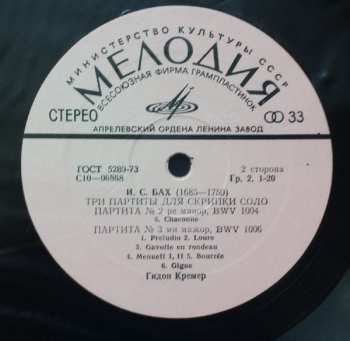 МИНИСТЕРСТВО КУЛЬТУРЫ СССР
МЕЛОДИЯ
ВСЕСОЮЗНАЯ ФИРМА ГРАМПЛАСТИНОК
СТЕРЕО
33
АПРЕЛЕВСКИЙ ОРДЕНА ЛЕНИНА ЗАВОД
ГОСТ 5289-73
2 сторона
С10—06868
Гр. 2. 1-20
И. С. БАХ (1685—1750)
ТРИ ПАРТИТЫ ДЛЯ СКРИПКИ СОЛО
ПАРТИТА № 2 ре минор, BWV 1004
5. Chaconne
ПАРТИТА № 3 ми мажор, BWV 1006
1. Preludio 2. Loure
3. Gavotte en rondeau
4. Menuett I, II 5. Bourrée
6. Gigue
Гидон Кремер